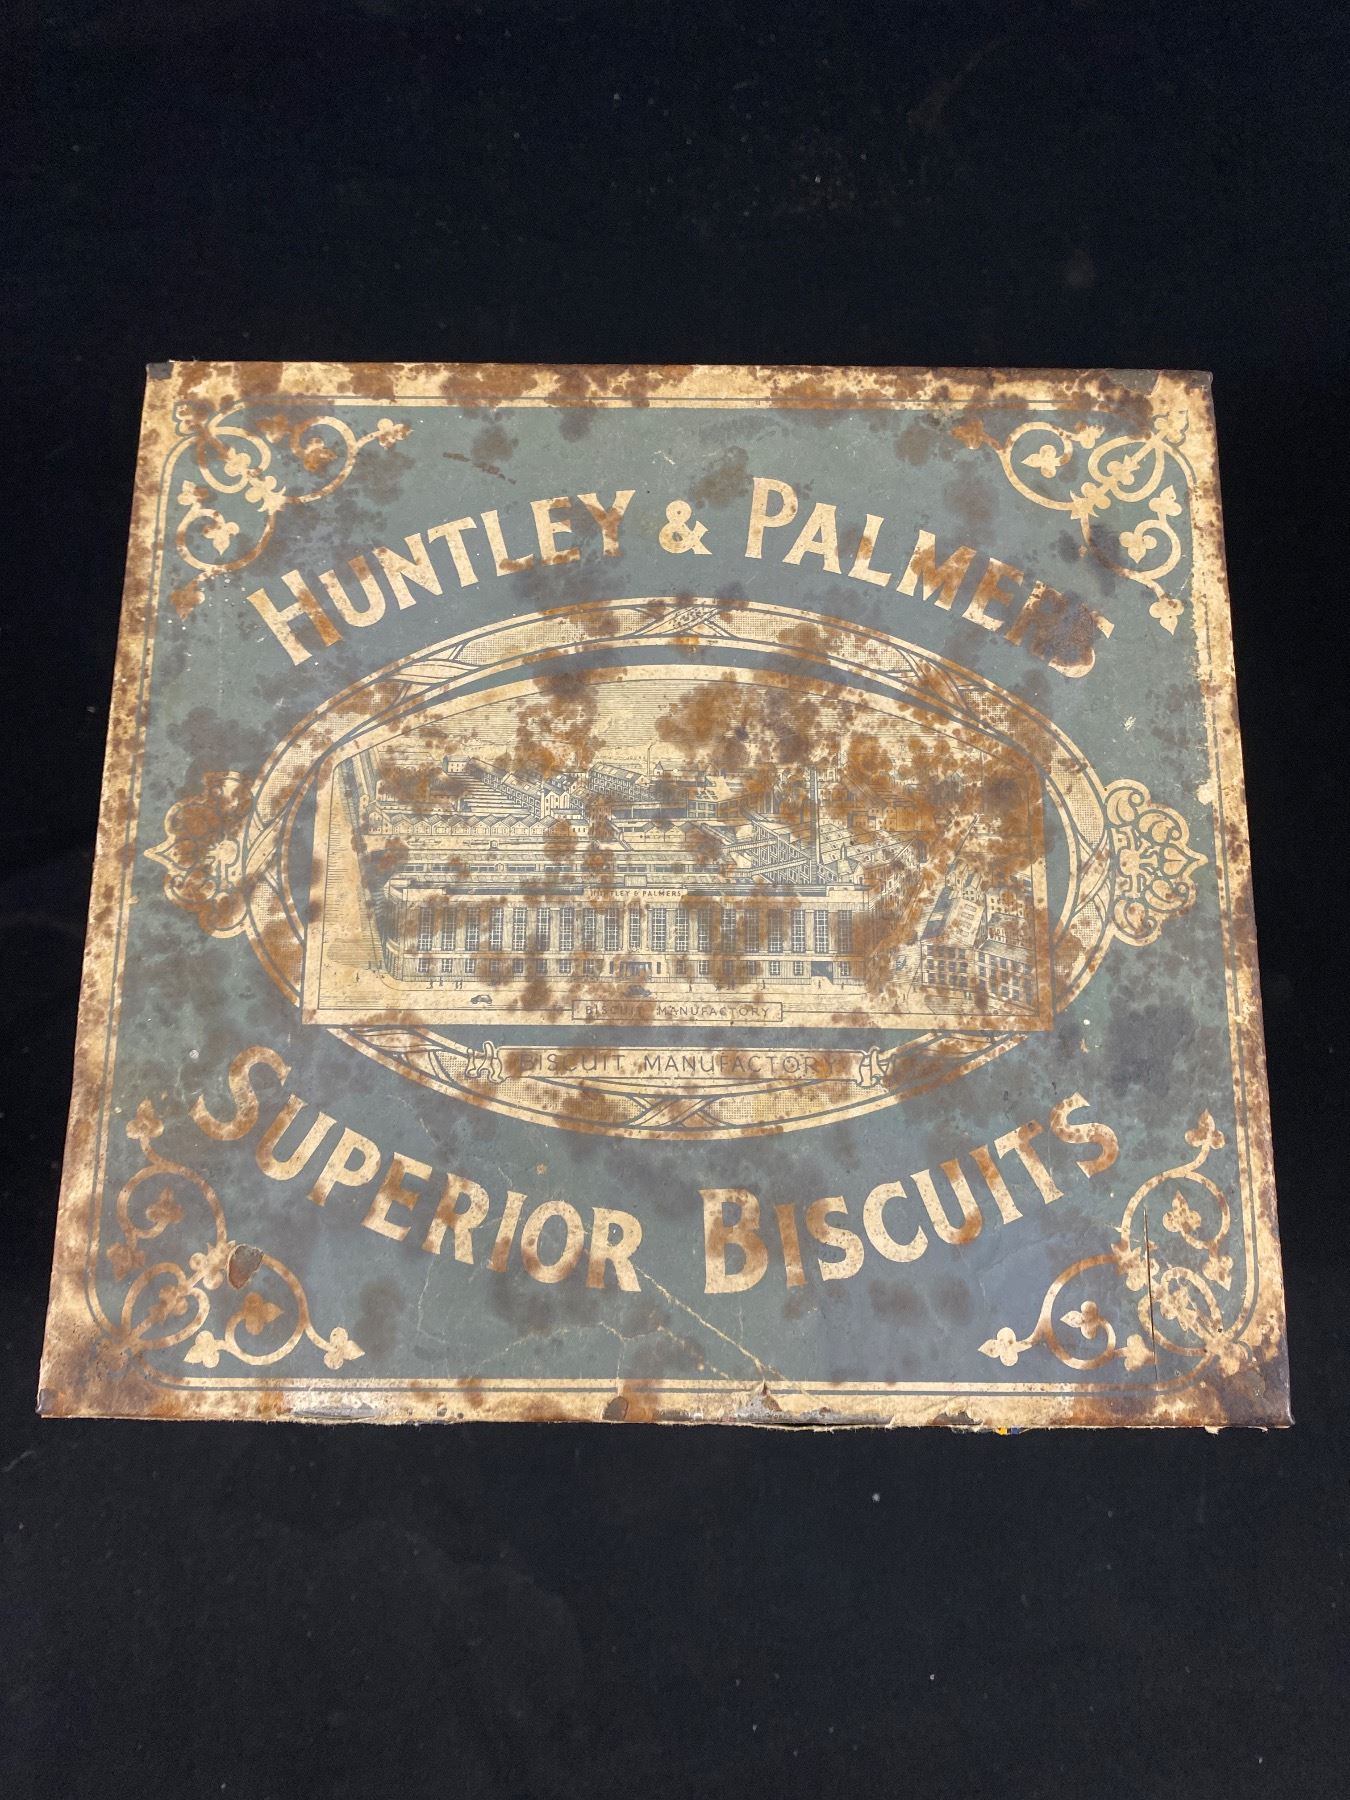 HUNTLEY & PALMERS
HUNTLEY & PALMERS
BISCUIT MANUFACTORY
BISCUIT MANUFACTORY
SUPERIOR BISCUITS